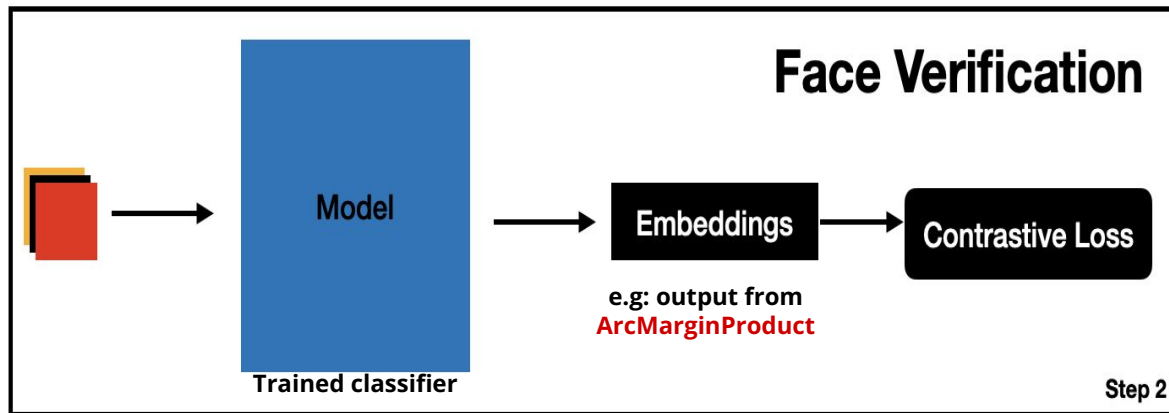 Face Verification
Model
Embeddings
Contrastive Loss
e.g: output from
ArcMarginProduct
Trained classifier
Step 2